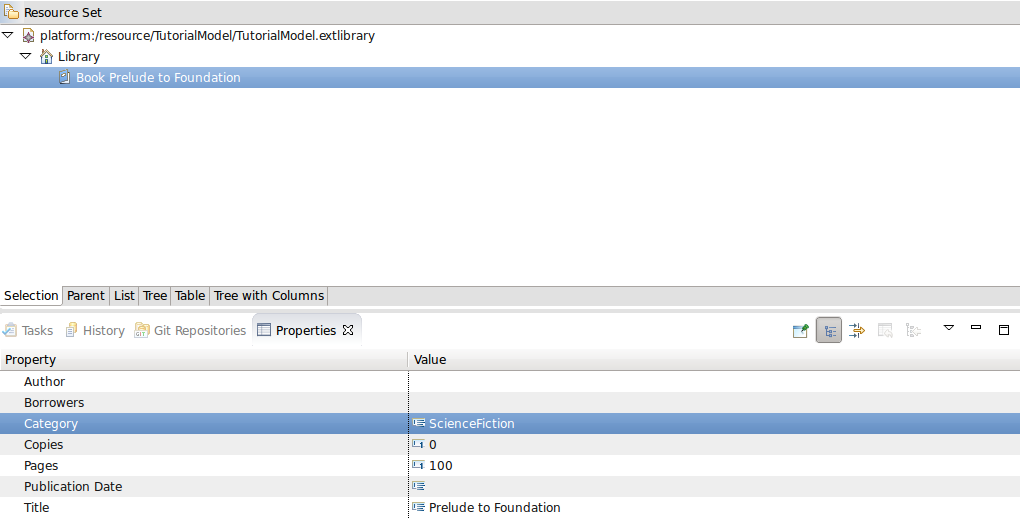 Resource Set
platform:/resource/TutorialModel/TutorialModel.extlibrary
Library
Book Prelude to Foundation
Selection Parent List Tree Table Tree with Columns
Tasks History Git Repositories Properties
Property Value
Author
Borrowers
Category ScienceFiction
Copies 0
Pages 100
Publication Date
Title Prelude to Foundation